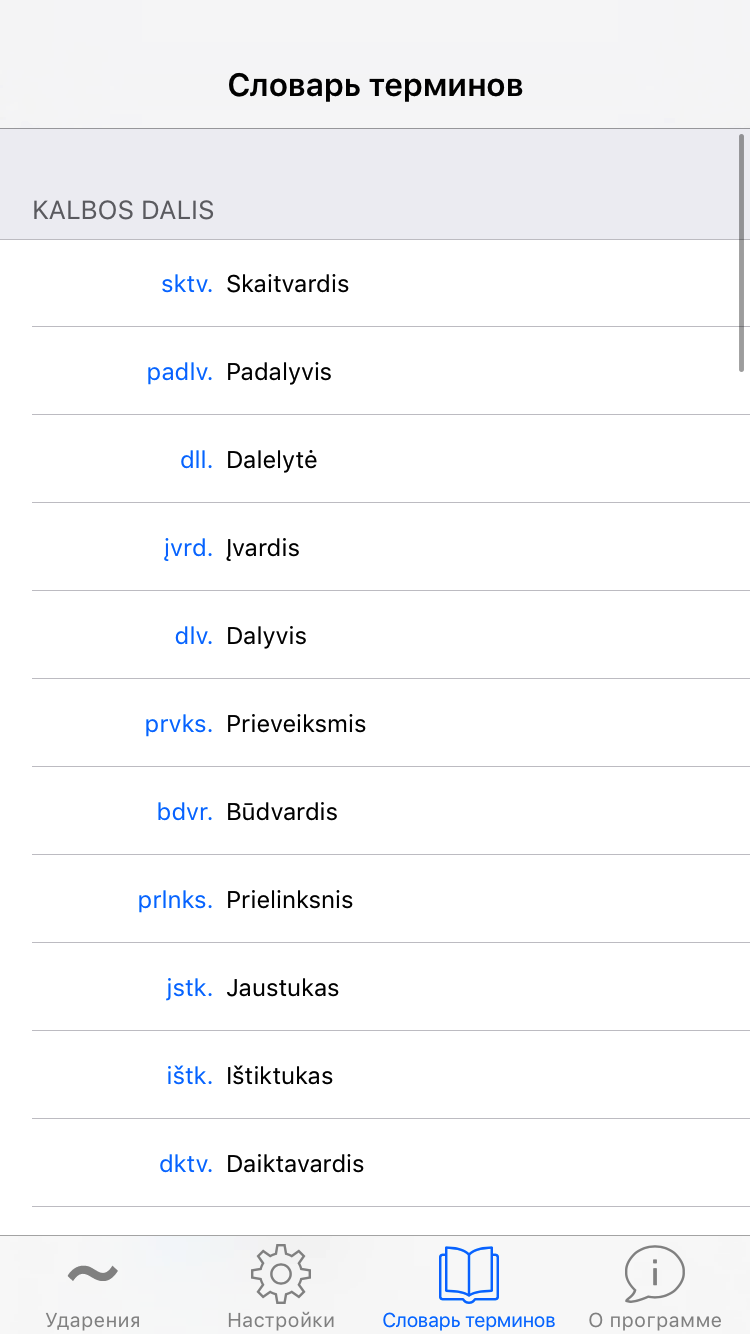 Словарь терминов
KALBOS DALIS
sktv. Skaitvardis
padlv. Padalyvis
dll. Dalelytė
įvrd. Įvardis
dlv. Dalyvis
prvks. Prieveiksmis
bdvr. Būdvardis
prlnks. Prielinksnis
jstk. Jaustukas
ištk. Ištiktukas
dktv. Daiktavardis
Ударения Настройки Словарь терминов О программе